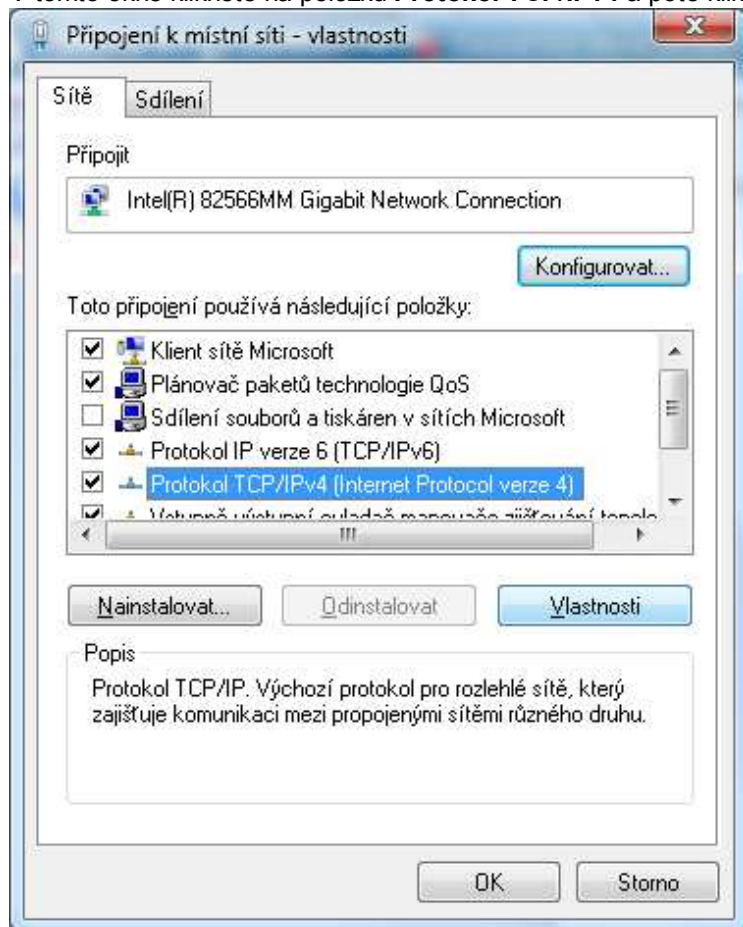 Připojení k místní síti - vlastnosti
Sítě
Sdílení
Připojit
Intel(R) 82566MM Gigabit Network Connection
Konfigurovat...
Toto připojení používá následující položky:
Klient sítě Microsoft
Plánovač paketů technologie QoS
Sdílení souborů a tiskáren v sítích Microsoft
Protokol IP verze 6 (TCP/IPv6)
Protokol TCP/IPv4 (Internet Protocol verze 4)
Nainstalovat...
Odinstalovat
Vlastnosti
Popis
Protokol TCP/IP. Výchozí protokol pro rozlehlé sítě, který
zajišťuje komunikaci mezi propojenými sítěmi různého druhu.
OK
Storno